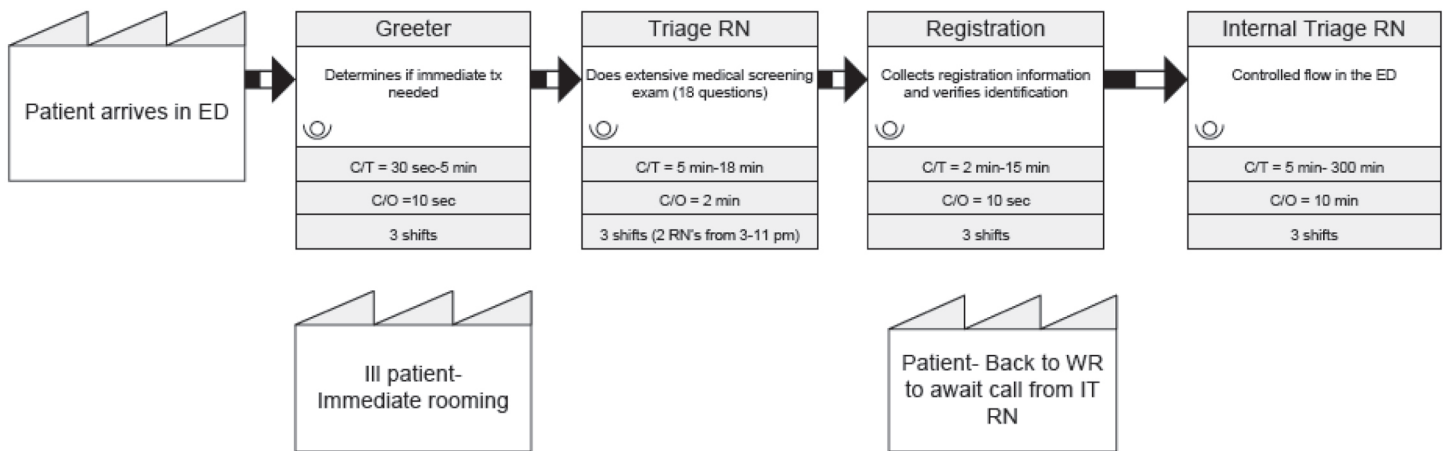 Patient arrives in ED
Greeter
Determines if immediate tx
needed
C/T = 30 sec-5 min
C/O =10 sec
3 shifts
Triage RN
Does extensive medical screening
exam (18 questions)
C/T = 5 min-18 min
C/O = 2 min
3 shifts (2 RN's from 3-11 pm)
Registration
Collects registration information
and verifies identification
C/T = 2 min-15 min
C/O = 10 sec
3 shifts
Internal Triage RN
Controlled flow in the ED
C/T = 5 min- 300 min
C/O = 10 min
3 shifts
Ill patient-
Immediate rooming
Patient- Back to WR
to await call from IT
RN